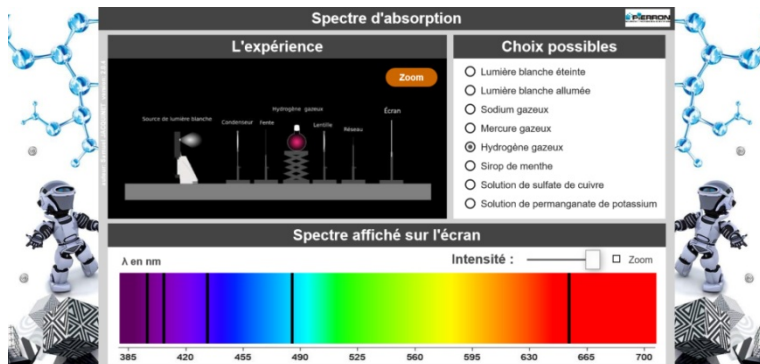 Spectre d'absorption
PIERRON
L'expérience
Zoom
Source de lumière blanche
Condenseur
Fente
Hydrogène gazeux
Lentille
Réseau
Écran
Choix possibles
Lumière blanche éteinte
Lumière blanche allumée
Sodium gazeux
Mercure gazeux
Hydrogène gazeux
Sirop de menthe
Solution de sulfate de cuivre
Solution de permanganate de potassium
Spectre affiché sur l'écran
λ en nm
Intensité :
Zoom
385 420 455 490 525 560 595 630 665 700